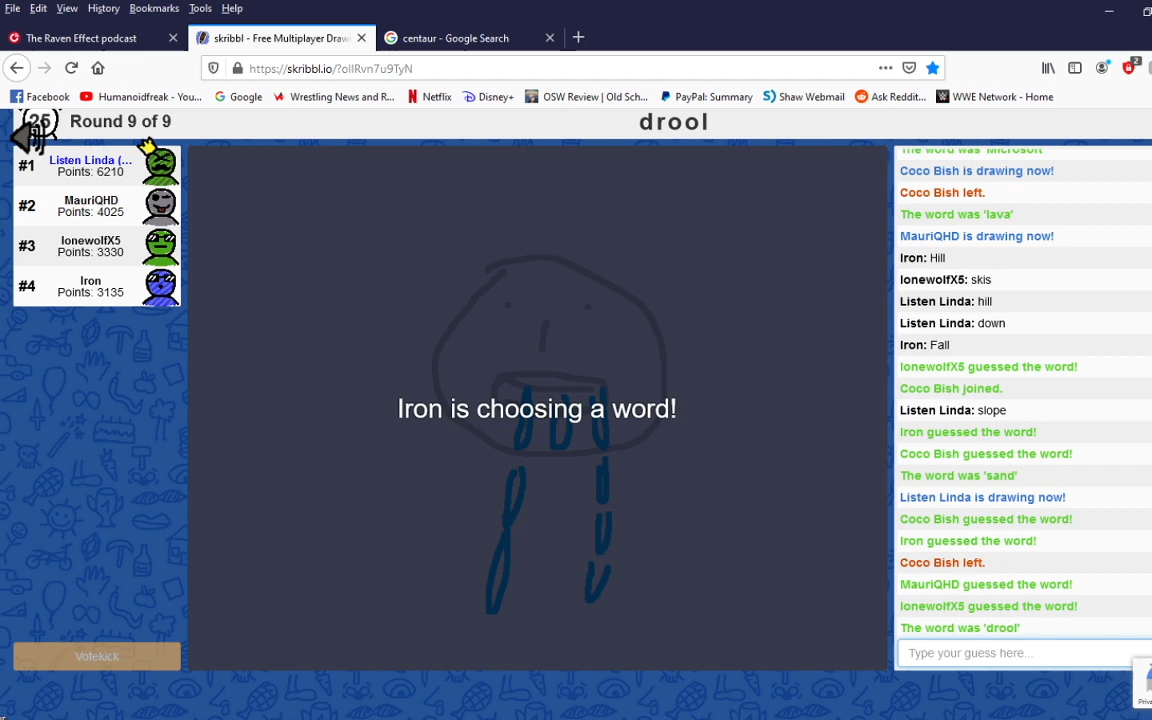 File Edit View History Bookmarks Tools Help
The Raven Effect podcast
skribbl - Free Multiplayer Drawi
centaur - Google Search
https://skribbl.io/?olIRvn7u9TyN
2
Facebook Humanoidfreak - You... Google Wrestling News and R... Netflix Disney+ OSW Review | Old Sch... PayPal: Summary Shaw Webmail Ask Reddit... WWE Network - Home
25 Round 9 of 9
drool
#1 Listen Linda (...
Points: 6210
#2 MauriQHD
Points: 4025
#3 lonewolfX5
Points: 3330
#4 Iron
Points: 3135
Votekick
Iron is choosing a word!
The word was 'Microsoft'
Coco Bish is drawing now!
Coco Bish left.
The word was 'lava'
MauriQHD is drawing now!
Iron: Hill
lonewolfX5: skis
Listen Linda: hill
Listen Linda: down
Iron: Fall
lonewolfX5 guessed the word!
Coco Bish joined.
Listen Linda: slope
Iron guessed the word!
Coco Bish guessed the word!
The word was 'sand'
Listen Linda is drawing now!
Coco Bish guessed the word!
Iron guessed the word!
Coco Bish left.
MauriQHD guessed the word!
lonewolfX5 guessed the word!
The word was 'drool'
Type your guess here...